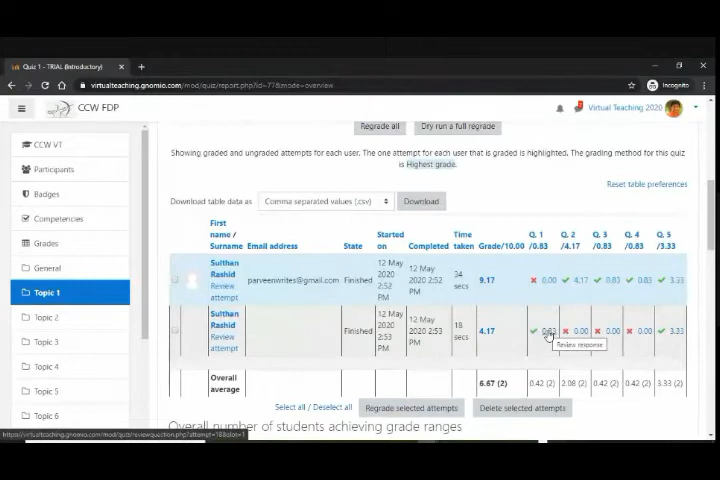 Quiz 1 - TRIAL (Introductory)
virtualteaching.gnomio.com/mod/quiz/report.php?id=77&mode=overview
Incognito
CCW FDP
Virtual Teaching 2020
CCW VT
Participants
Badges
Competencies
Grades
General
Topic 1
Topic 2
Topic 3
Topic 4
Topic 5
Topic 6
Regrade all
Dry run a full regrade
Showing graded and ungraded attempts for each user. The one attempt for each user that is graded is highlighted. The grading method for this quiz
is Highest grade.
Reset table preferences
Download table data as
Comma separated values (.csv)
Download
First name / Surname Email address State Started on Completed Time taken Grade/10.00 Q. 1 /0.83 Q. 2 /4.17 Q. 3 /0.83 Q. 4 /0.83 Q. 5 /3.33
Sulthan Rashid Review attempt parveenwrites@gmail.com Finished 12 May 2020 2:52 PM 12 May 2020 2:52 PM 34 secs 9.17 0.00 4.17 0.83 0.83 3.33
Sulthan Rashid Review attempt Finished 12 May 2020 2:53 PM 12 May 2020 2:53 PM 18 secs 4.17 0.83 0.00 0.00 0.00 3.33
Review response
Overall average 6.67 (2) 0.42 (2) 2.08 (2) 0.42 (2) 0.42 (2) 3.33 (2)
Select all / Deselect all
Regrade selected attempts
Delete selected attempts
Overall number of students achieving grade ranges